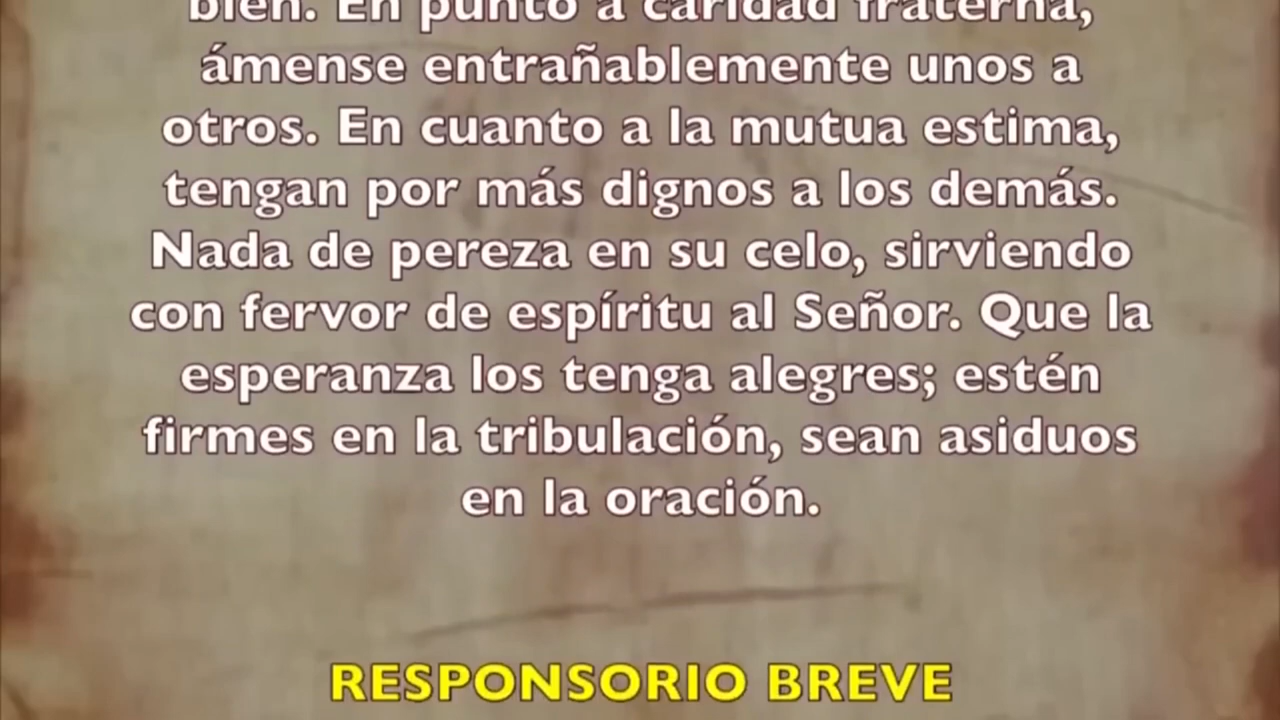 bien. En punto a caridad fraterna,
ámense entrañablemente unos a
otros. En cuanto a la mutua estima,
tengan por más dignos a los demás.
Nada de pereza en su celo, sirviendo
con fervor de espíritu al Señor. Que la
esperanza los tenga alegres; estén
firmes en la tribulación, sean asiduos
en la oración.
RESPONSORIO BREVE